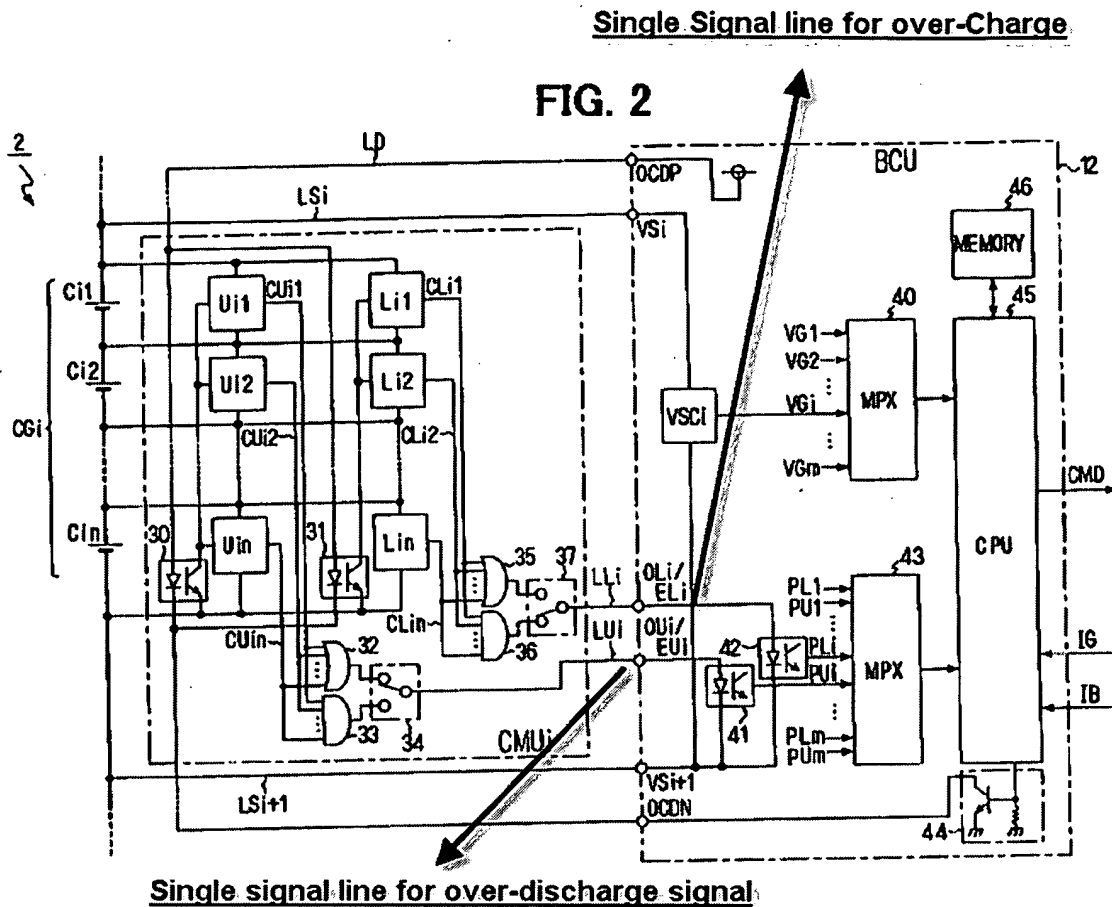 Single Signal line for over-Charge
FIG. 2
2
LD
OCDP
BCU
12
LSi
VSi
46
MEMORY
45
Ci1
Ui1
CUi1
Li1
CLi1
40
VG1
VG2
Ci2
Ui2
Li2
VSCi
VGi
MPX
CGi
CUi2
CLi2
VGm
CMD
Cin
30
Uin
31
Lin
35
37
LLi
OLi/
ELi
43
CPU
PL1
PU1
CUin
32
CLin
36
LUi
OUi/
EUi
42
PLi
PUi
MPX
IG
33
34
CMUi
41
PLm
PUm
IB
LSi+1
VSi+1
OCDN
44
Single signal line for over-discharge signal